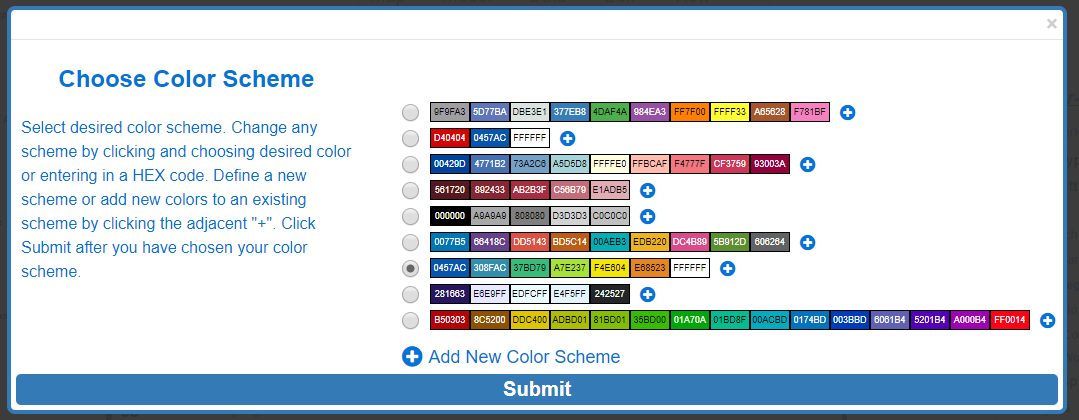 ×
Choose Color Scheme
Select desired color scheme. Change any
scheme by clicking and choosing desired color
or entering in a HEX code. Define a new
scheme or add new colors to an existing
scheme by clicking the adjacent "+". Click
Submit after you have chosen your color
scheme.
9F9FA3 5D77BA DBE3E1 377EB8 4DAF4A 984EA3 FF7F00 FFFF33 A65628 F781BF
D40404 0457AC FFFFFF
00429D 4771B2 73A2C6 A5D5D8 FFFFE0 FFBCAF F4777F CF3759 93003A
561720 892433 AB2B3F C56B79 E1ADB5
000000 A9A9A9 808080 D3D3D3 C0C0C0
0077B5 66418C DD5143 BD5C14 00AEB3 EDB220 DC4B89 5B912D 606264
0457AC 308FAC 37BD79 A7E237 F4E604 E68523 FFFFFF
281663 E6E9FF EDFCFF E4F5FF 242527
B50303 8C5200 DDC400 ADBD01 81BD01 35BD00 01A70A 01BD8F 00ACBD 0174BD 003BBD 6061B4 5201B4 A000B4 FF0014
Add New Color Scheme
Submit